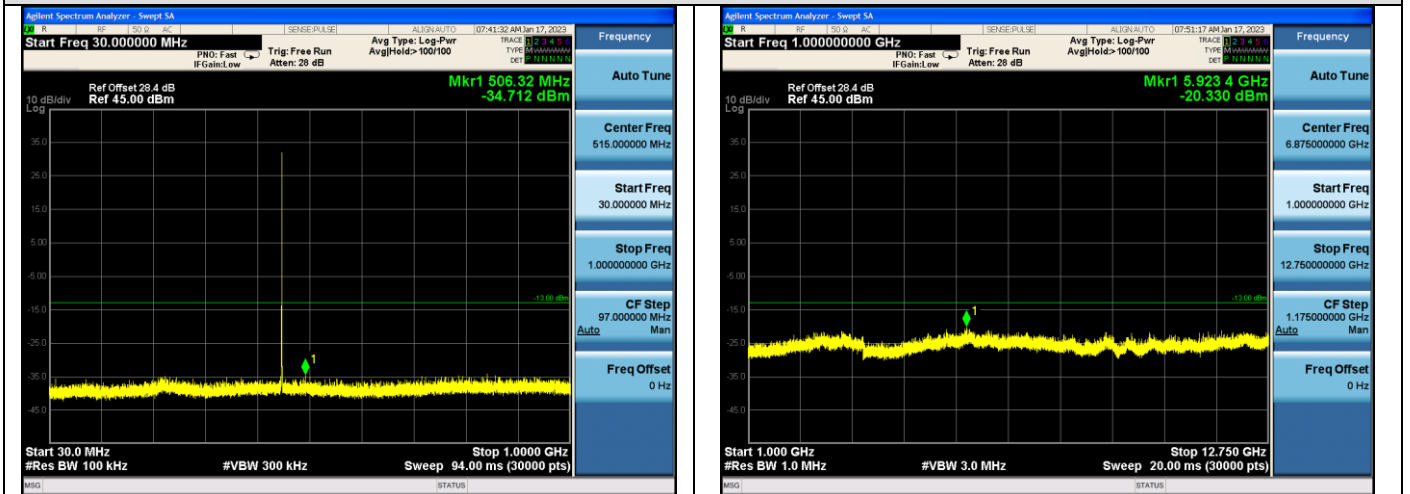 Agilent Spectrum Analyzer - Swept SA
R RF 50 Ω AC SENSE:PULSE ALIGNAUTO 07:41:32 AM Jan 17, 2023
Start Freq 30.000000 MHz
PNO: Fast
IFGain:Low
Trig: Free Run
Atten: 28 dB
Avg Type: Log-Pwr
Avg|Hold:>100/100
TRACE 1 2 3 4 5 6
TYPE
DET P N N N N N
Ref Offset 28.4 dB
Ref 45.00 dBm
10 dB/div
Log
Mkr1 506.32 MHz
-34.712 dBm
35.0
25.0
15.0
5.00
-5.00
-15.0
-25.0
-35.0
-45.0
-13.00 dBm
1
Start 30.0 MHz
Stop 1.0000 GHz
#Res BW 100 kHz
#VBW 300 kHz
Sweep 94.00 ms (30000 pts)
MSG
STATUS
Frequency
Auto Tune
Center Freq
515.000000 MHz
Start Freq
30.000000 MHz
Stop Freq
1.000000000 GHz
CF Step
97.000000 MHz
Auto Man
Freq Offset
0 Hz
Agilent Spectrum Analyzer - Swept SA
R RF 50 Ω AC SENSE:PULSE ALIGNAUTO 07:51:17 AM Jan 17, 2023
Start Freq 1.000000000 GHz
PNO: Fast
IFGain:Low
Trig: Free Run
Atten: 28 dB
Avg Type: Log-Pwr
Avg|Hold:>100/100
TRACE 1 2 3 4 5 6
TYPE
DET P N N N N N
Ref Offset 28.4 dB
Ref 45.00 dBm
10 dB/div
Log
Mkr1 5.923 4 GHz
-20.330 dBm
35.0
25.0
15.0
5.00
-5.00
-15.0
-25.0
-35.0
-45.0
-13.00 dBm
1
Start 1.000 GHz
Stop 12.750 GHz
#Res BW 1.0 MHz
#VBW 3.0 MHz
Sweep 20.00 ms (30000 pts)
MSG
STATUS
Frequency
Auto Tune
Center Freq
6.875000000 GHz
Start Freq
1.000000000 GHz
Stop Freq
12.750000000 GHz
CF Step
1.175000000 GHz
Auto Man
Freq Offset
0 Hz